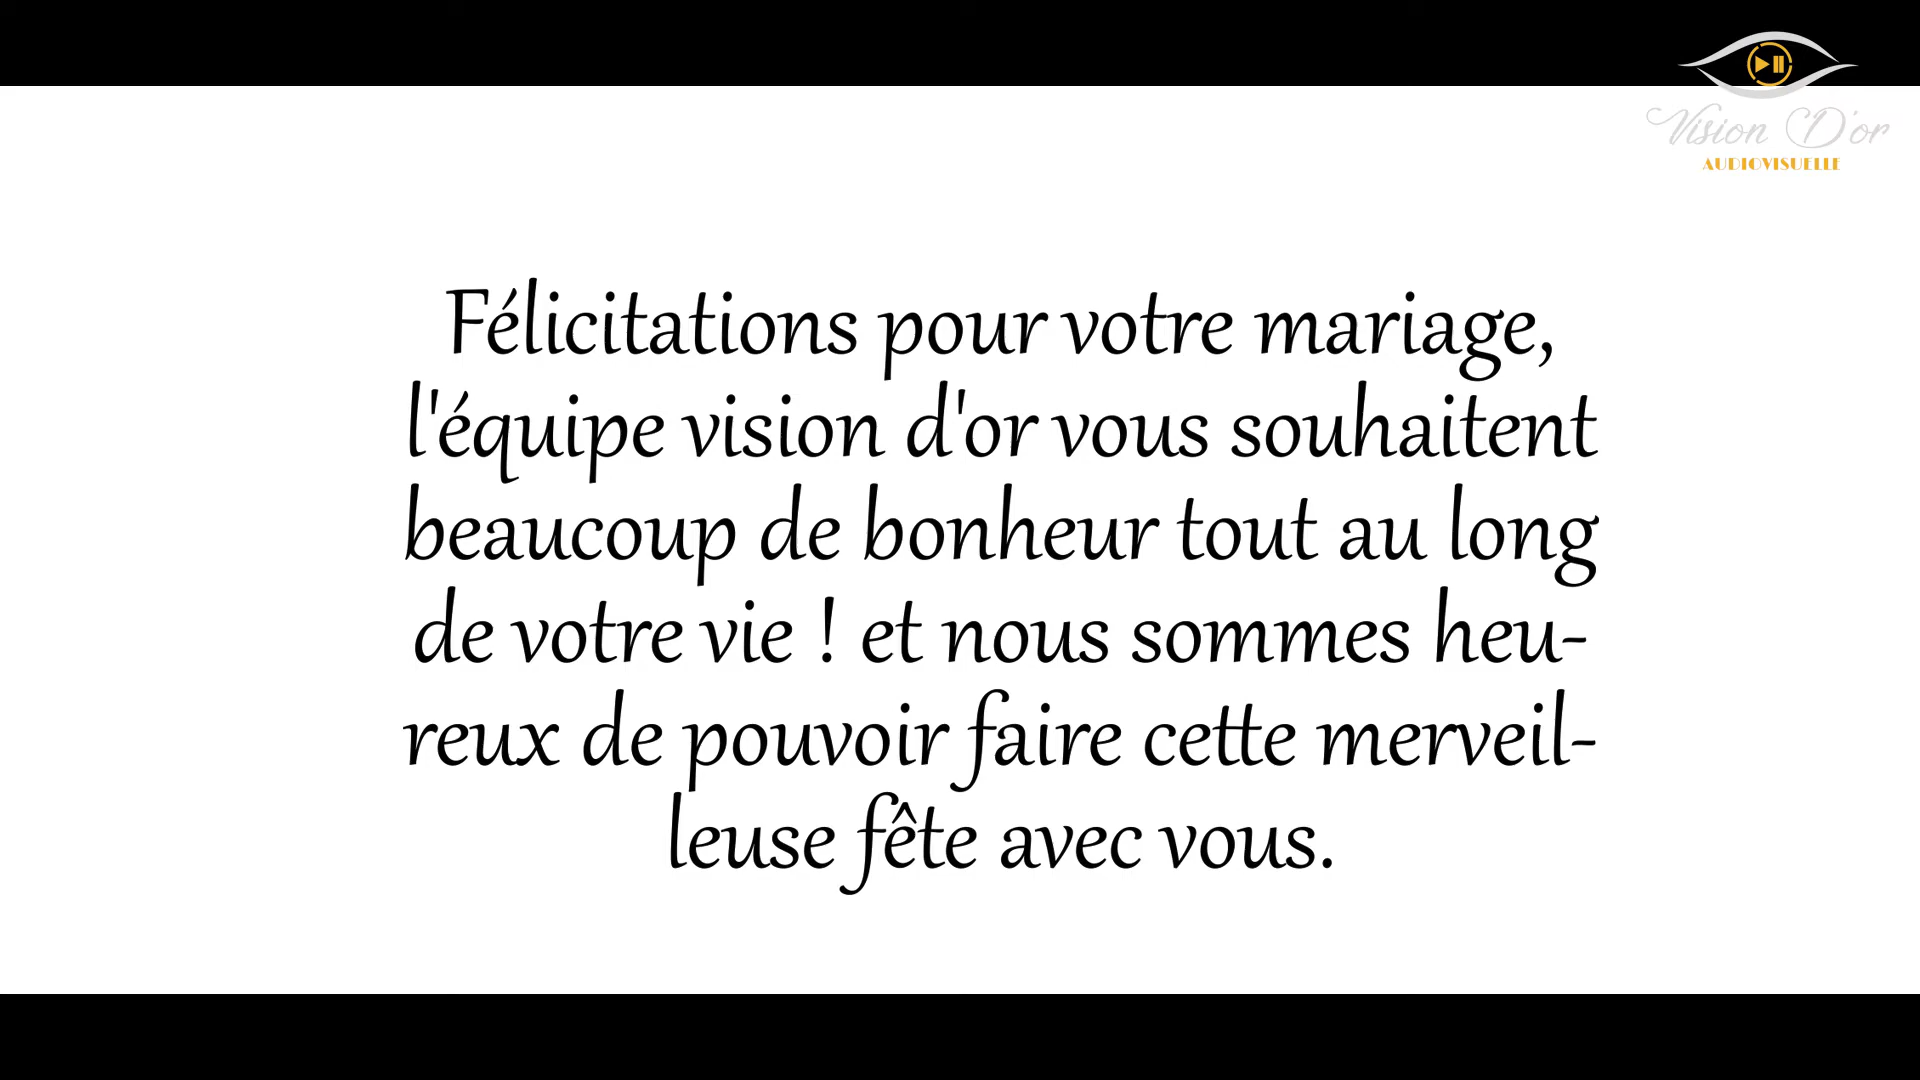 Vision D'or
AUDIOVISUELLE
Félicitations pour votre mariage,
l'équipe vision d'or vous souhaitent
beaucoup de bonheur tout au long
de votre vie ! et nous sommes heu-
reux de pouvoir faire cette merveil-
leuse fête avec vous.